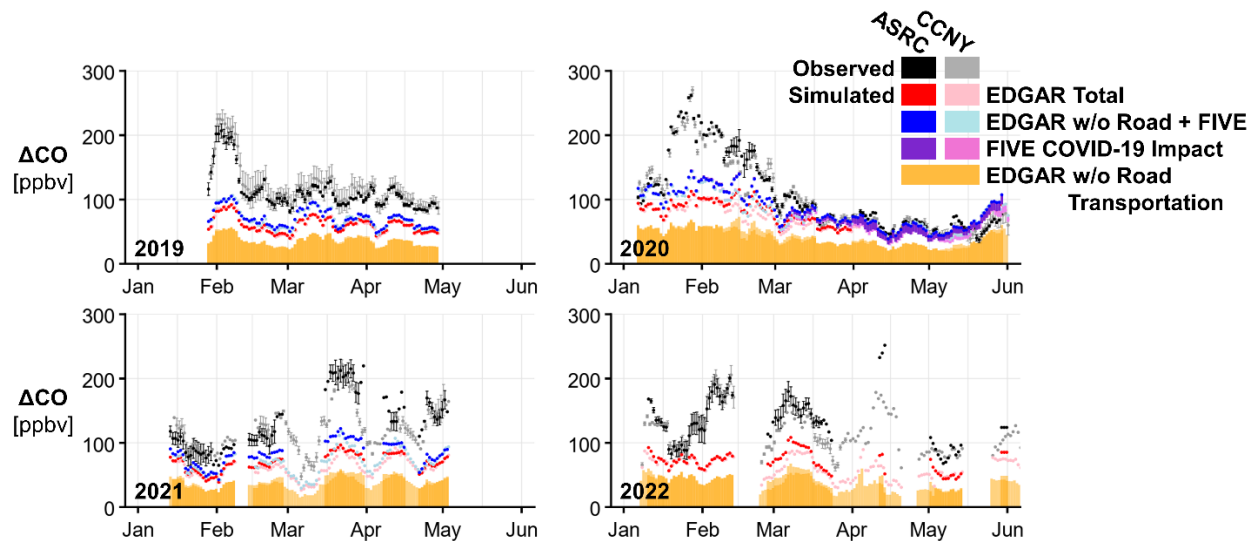 ASRC
CCNY
Observed
Simulated
EDGAR Total
EDGAR w/o Road + FIVE
FIVE COVID-19 Impact
EDGAR w/o Road
Transportation
300
200
100
0
ΔCO
[ppbv]
2019
Jan Feb Mar Apr May Jun
300
200
100
0
2020
Jan Feb Mar Apr May Jun
300
200
100
0
ΔCO
[ppbv]
2021
Jan Feb Mar Apr May Jun
300
200
100
0
2022
Jan Feb Mar Apr May Jun